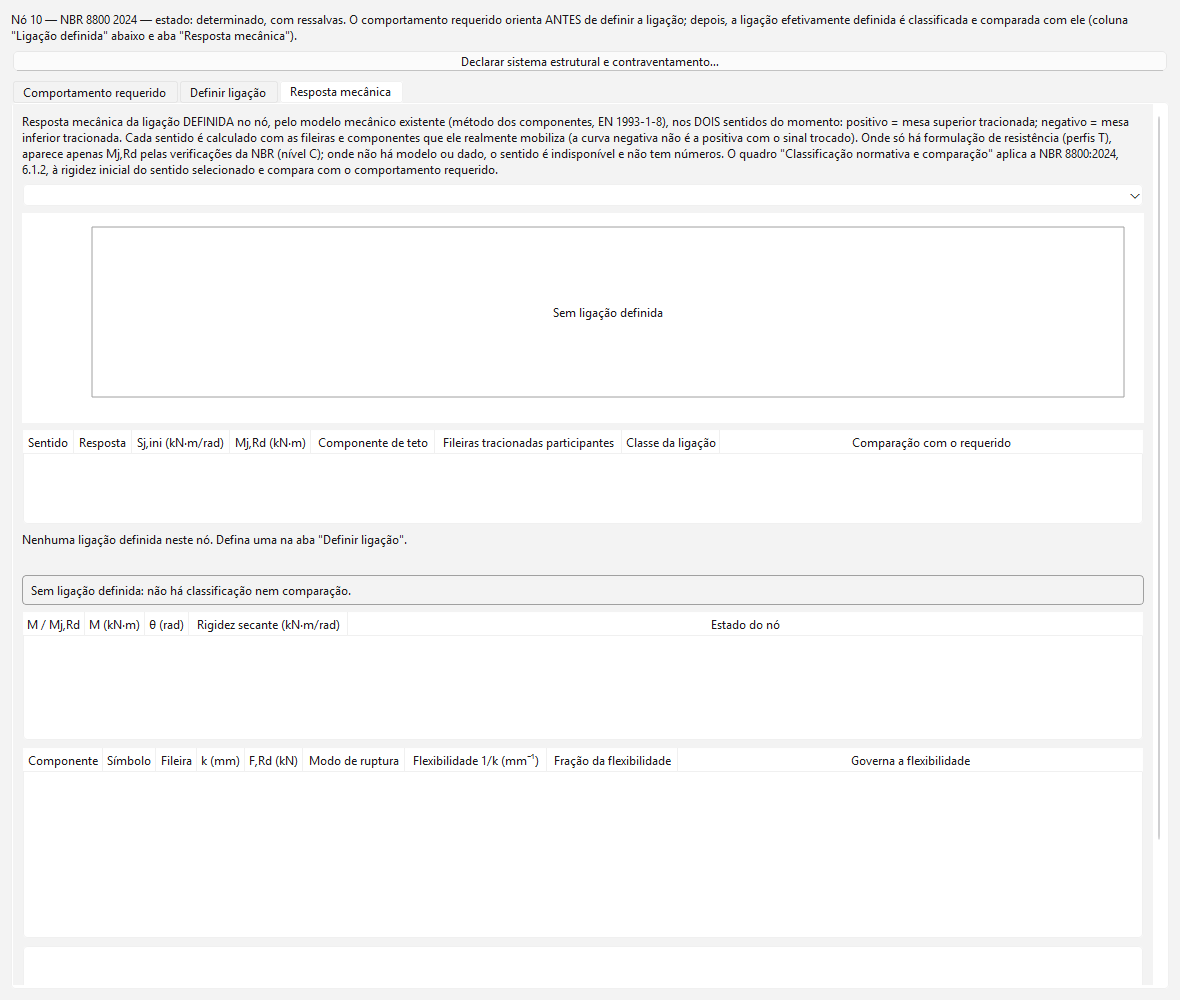 Nó 10 — NBR 8800 2024 — estado: determinado, com ressalvas. O comportamento requerido orienta ANTES de definir a ligação; depois, a ligação efetivamente definida é classificada e comparada com ele (coluna
"Ligação definida" abaixo e aba "Resposta mecânica").
Declarar sistema estrutural e contraventamento...
Comportamento requerido
Definir ligação
Resposta mecânica
Resposta mecânica da ligação DEFINIDA no nó, pelo modelo mecânico existente (método dos componentes, EN 1993-1-8), nos DOIS sentidos do momento: positivo = mesa superior tracionada; negativo = mesa
inferior tracionada. Cada sentido é calculado com as fileiras e componentes que ele realmente mobiliza (a curva negativa não é a positiva com o sinal trocado). Onde só há formulação de resistência (perfis T),
aparece apenas Mj,Rd pelas verificações da NBR (nível C); onde não há modelo ou dado, o sentido é indisponível e não tem números. O quadro "Classificação normativa e comparação" aplica a NBR 8800:2024,
6.1.2, à rigidez inicial do sentido selecionado e compara com o comportamento requerido.
Sem ligação definida
Sentido Resposta Sj,ini (kN·m/rad) Mj,Rd (kN·m) Componente de teto Fileiras tracionadas participantes Classe da ligação Comparação com o requerido
Nenhuma ligação definida neste nó. Defina uma na aba "Definir ligação".
Sem ligação definida: não há classificação nem comparação.
M / Mj,Rd M (kN·m) θ (rad) Rigidez secante (kN·m/rad) Estado do nó
Componente Símbolo Fileira k (mm) F,Rd (kN) Modo de ruptura Flexibilidade 1/k (mm⁻¹) Fração da flexibilidade Governa a flexibilidade